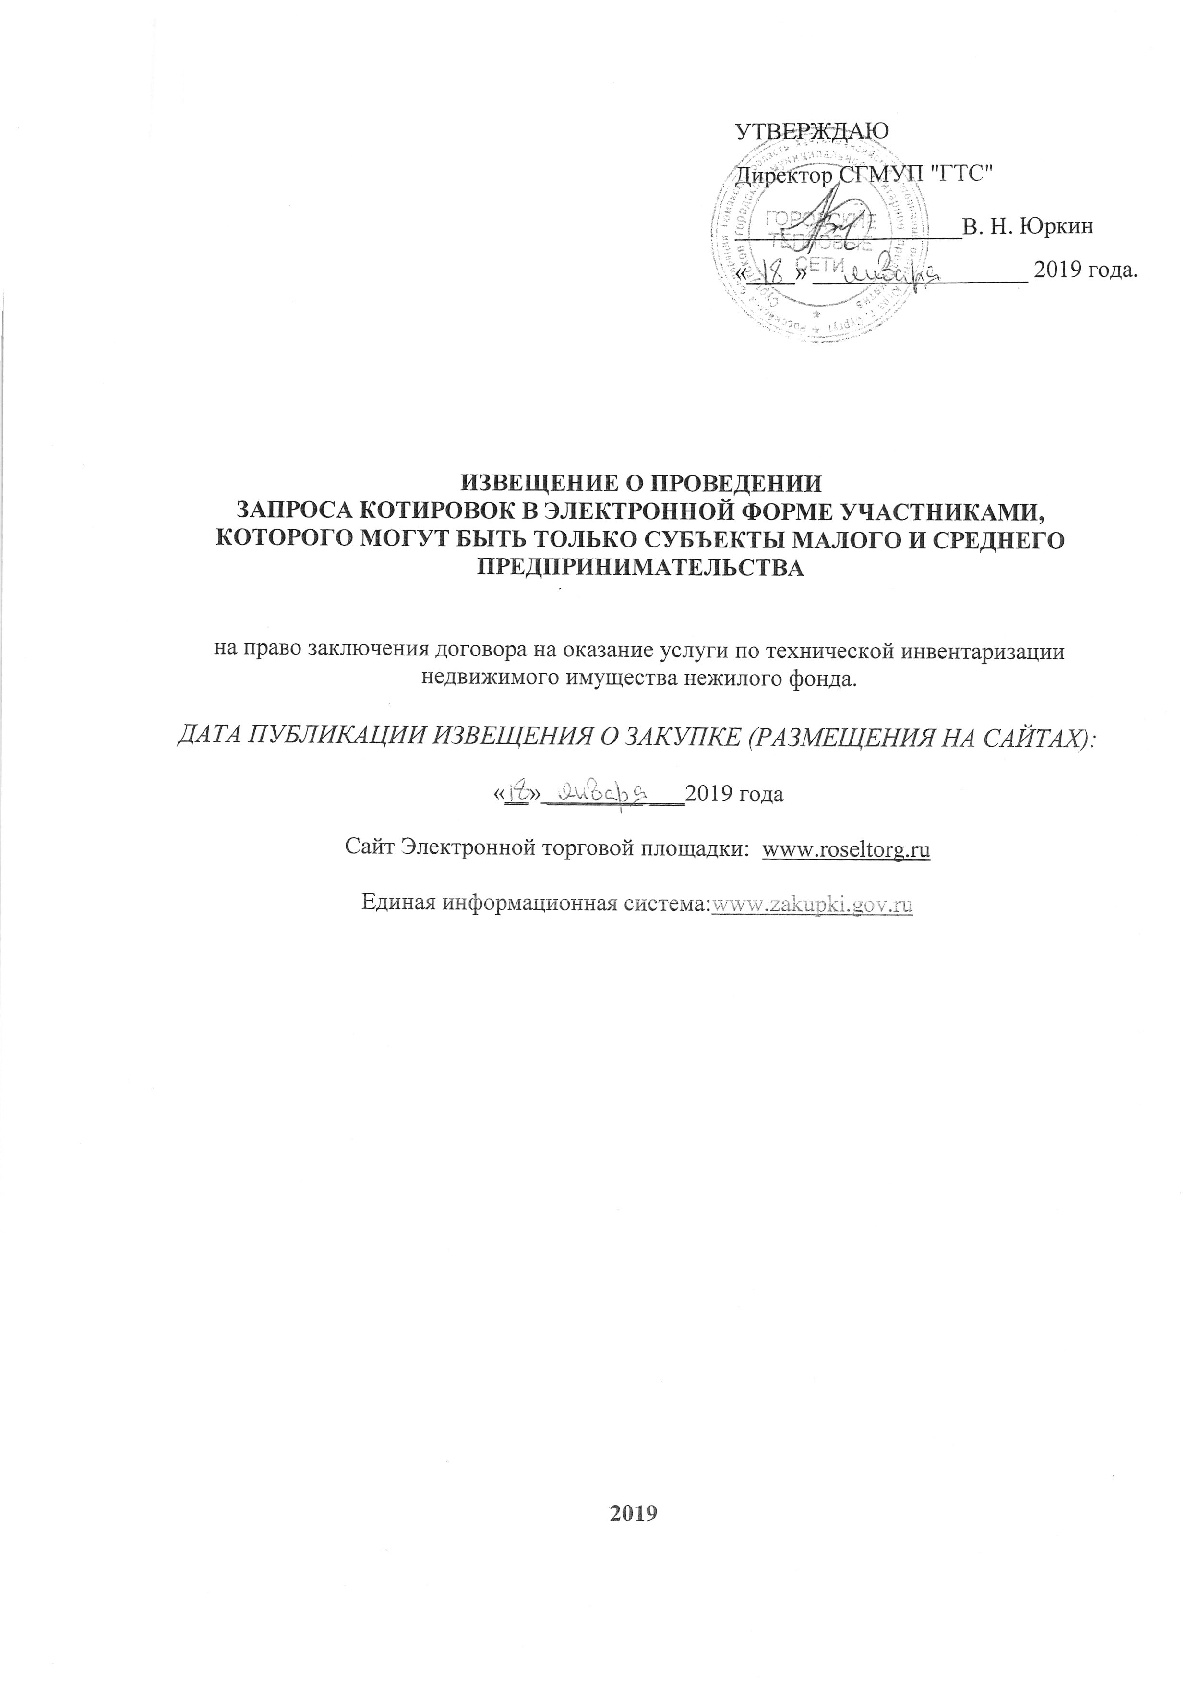 УТВЕРЖДАЮ
Директор СГМУП "ГТС"
В. Н. Юркин
«18» января 2019 года.
ГОРОДСКИЕ
ТЕПЛОВЫЕ
СЕТИ
ИЗВЕЩЕНИЕ О ПРОВЕДЕНИИ
ЗАПРОСА КОТИРОВОК В ЭЛЕКТРОННОЙ ФОРМЕ УЧАСТНИКАМИ,
КОТОРОГО МОГУТ БЫТЬ ТОЛЬКО СУБЪЕКТЫ МАЛОГО И СРЕДНЕГО
ПРЕДПРИНИМАТЕЛЬСТВА
на право заключения договора на оказание услуги по технической инвентаризации
недвижимого имущества нежилого фонда.
ДАТА ПУБЛИКАЦИИ ИЗВЕЩЕНИЯ О ЗАКУПКЕ (РАЗМЕЩЕНИЯ НА САЙТАХ):
«18» января 2019 года
Сайт Электронной торговой площадки: www.roseltorg.ru
Единая информационная система:www.zakupki.gov.ru
2019